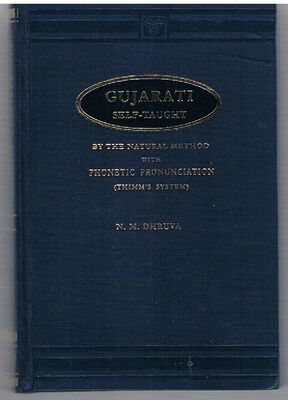 GUJARATI
SELF-TAUGHT
BY THE NATURAL METHOD
WITH
PHONETIC PRONUNCIATION
(THIMM'S SYSTEM)
N. M. DHRUVA